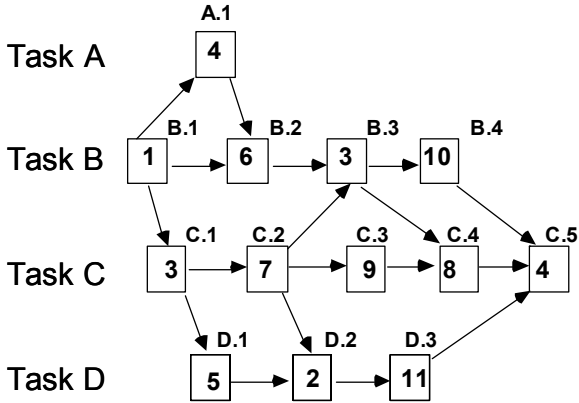 A.1
Task A 4
B.1 B.2 B.3 B.4
Task B 1 6 3 10
C.1 C.2 C.3 C.4 C.5
Task C 3 7 9 8 4
D.1 D.2 D.3
Task D 5 2 11